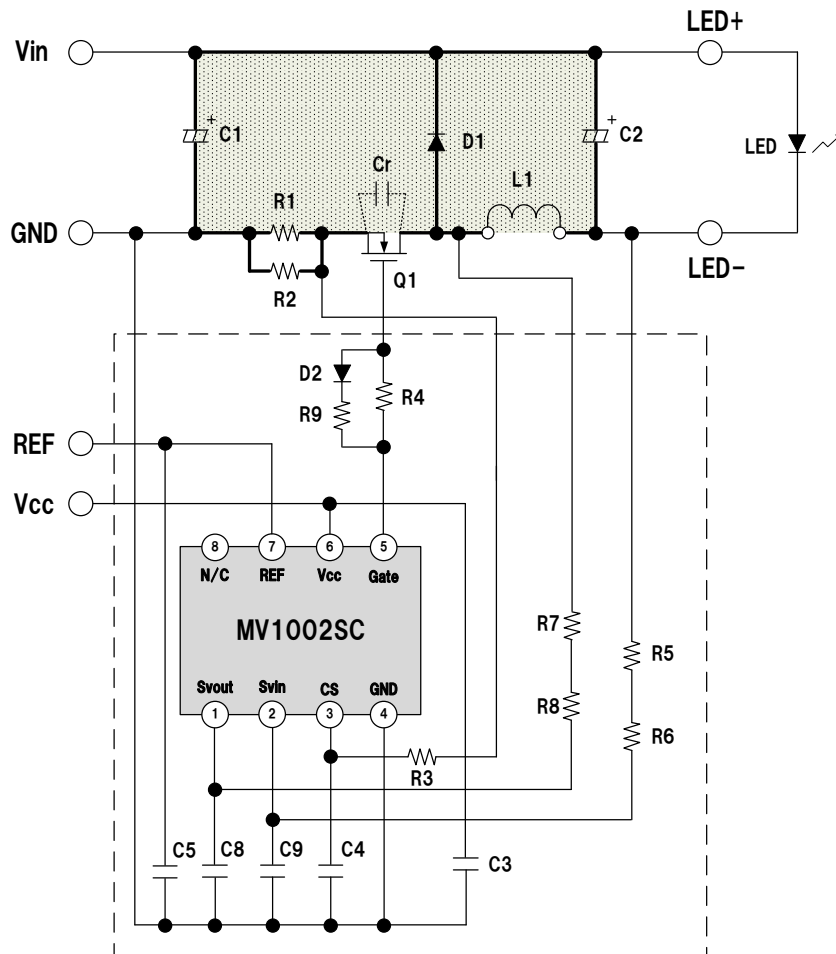 LED+
Vin
+
C1
D1
+
C2
LED
Cr
L1
R1
GND
LED-
R2
Q1
D2
R4
R9
REF
Vcc
8
7
6
5
N/C
REF
Vcc
Gate
MV1002SC
R7
R5
Svout
Svin
CS
GND
R8
1
2
3
4
R6
R3
C5
C8
C9
C4
C3